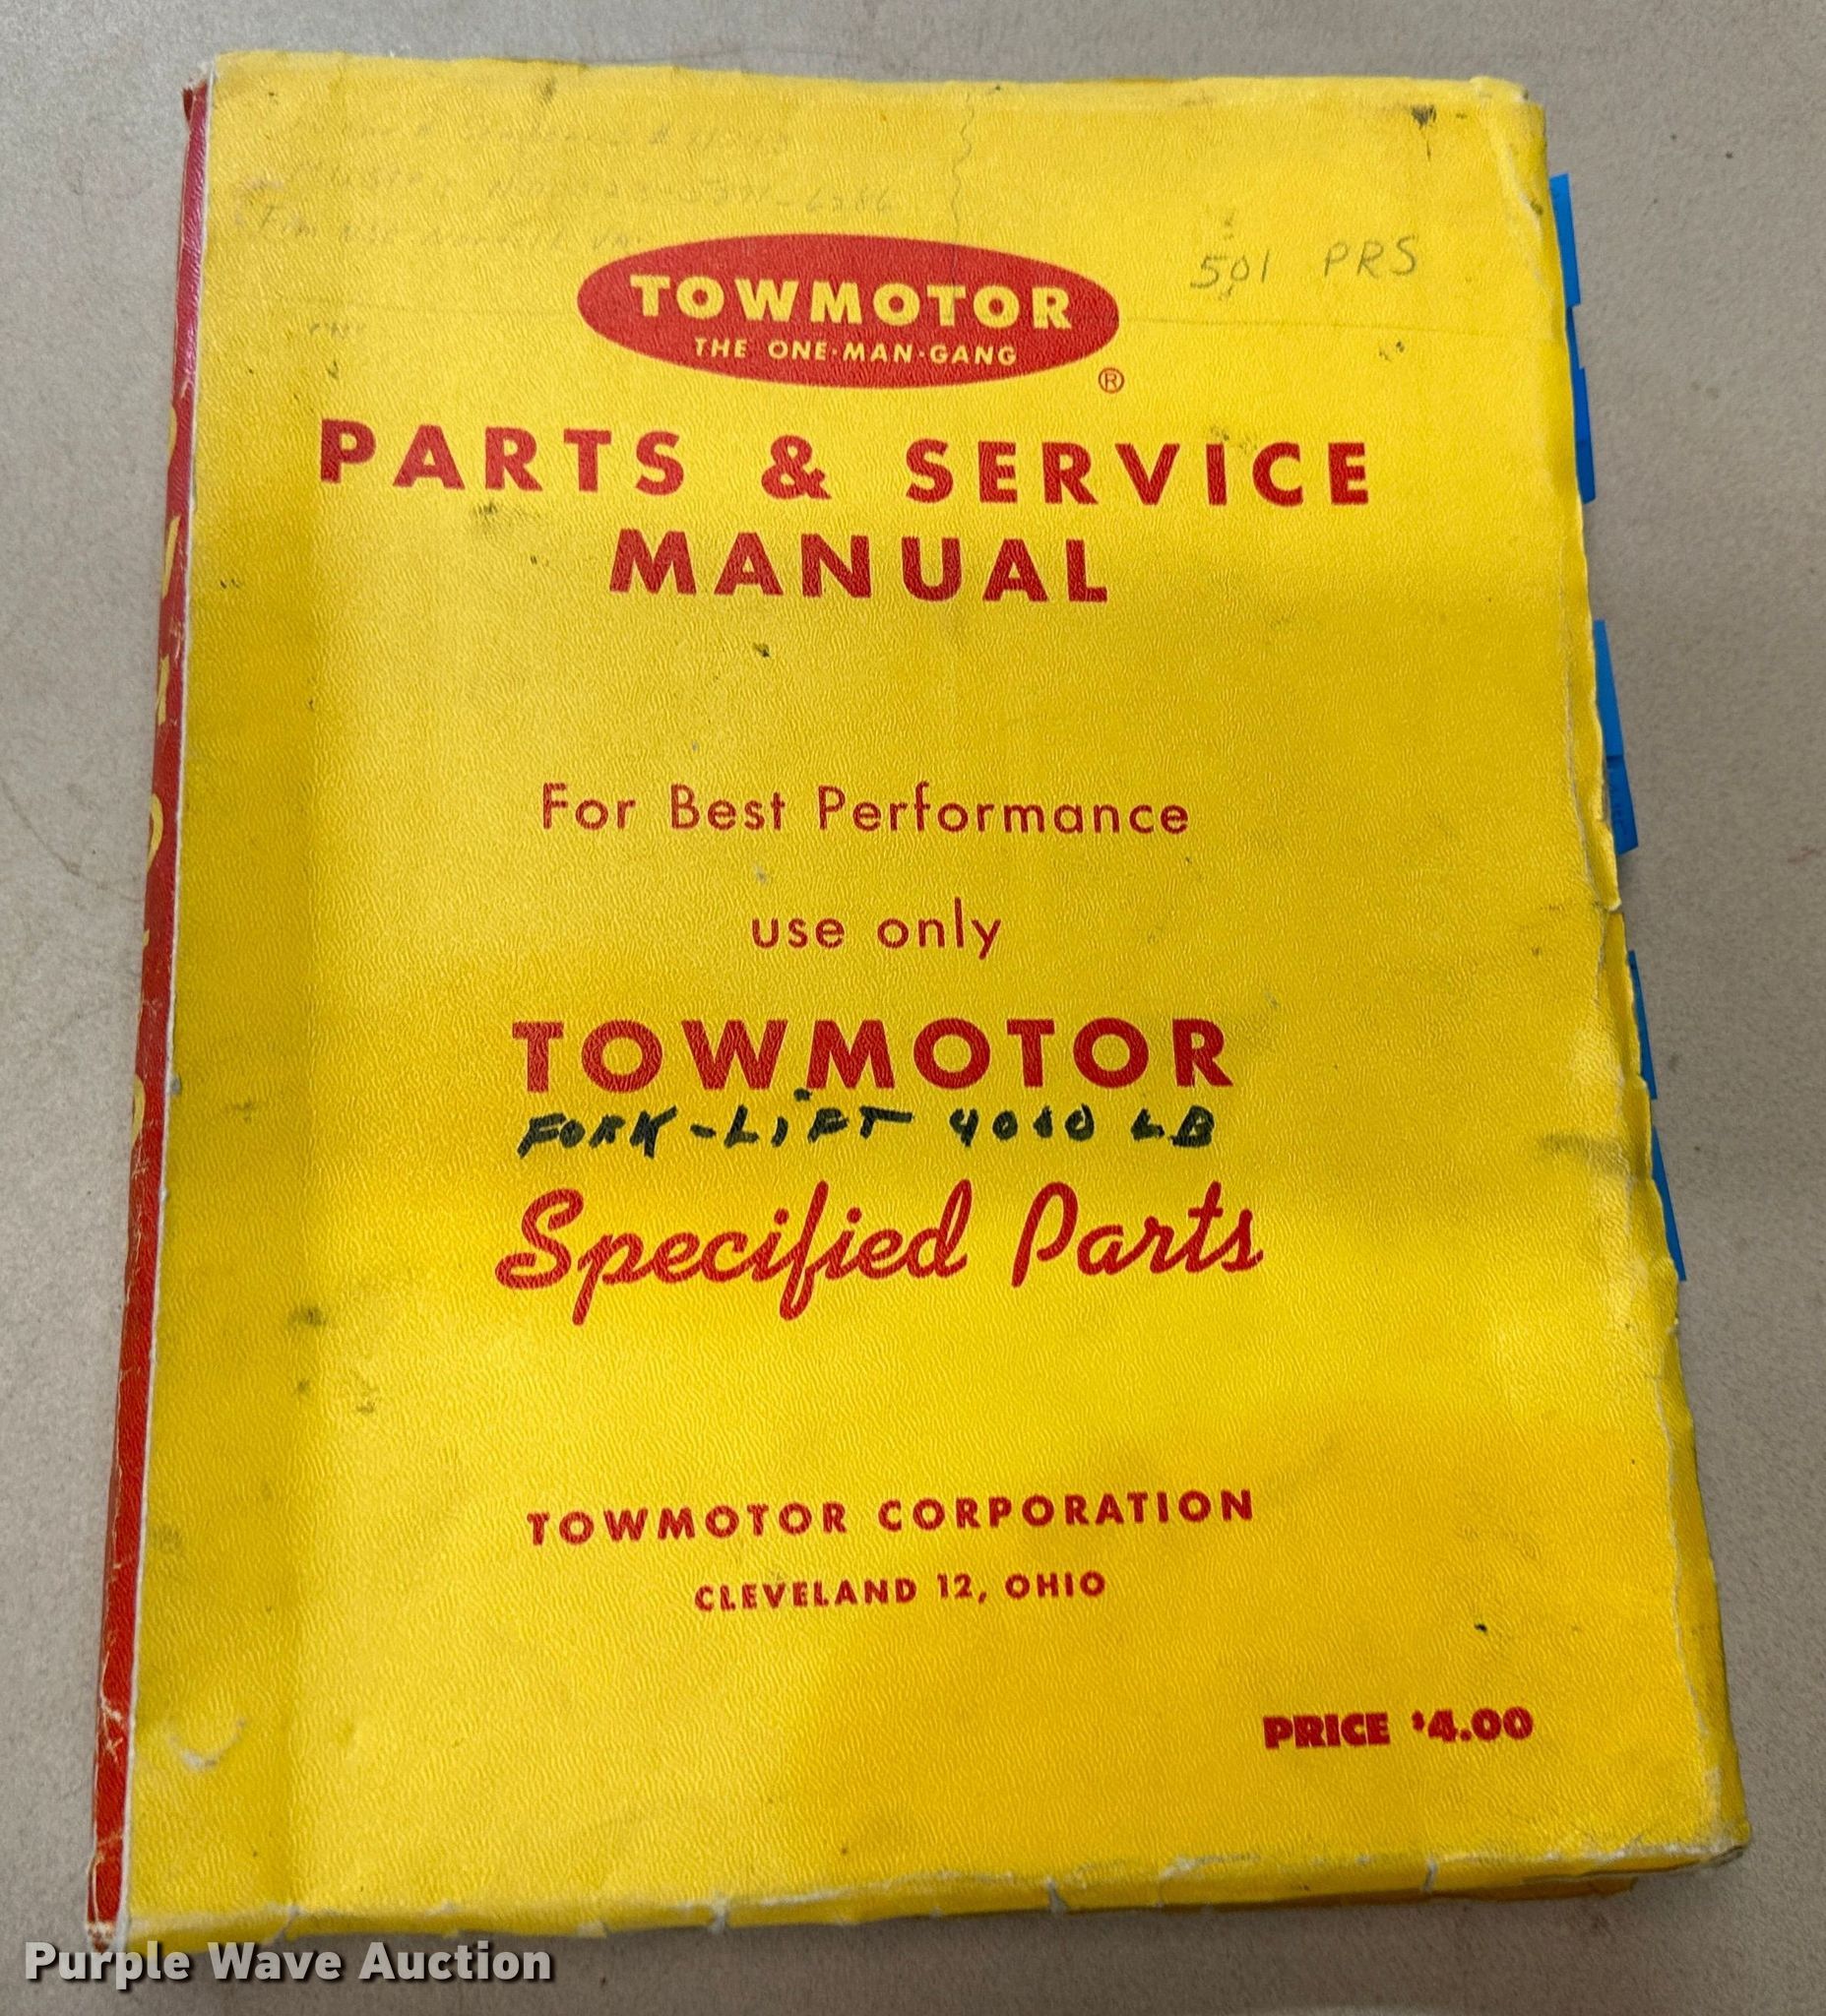 501 PRS
TOWMOTOR
THE ONE-MAN-GANG
®
PARTS & SERVICE
MANUAL
For Best Performance
use only
TOWMOTOR
FORK-LiFT 4010 LB
Specified Parts
TOWMOTOR CORPORATION
CLEVELAND 12, OHIO
PRICE $4.00
Purple Wave Auction